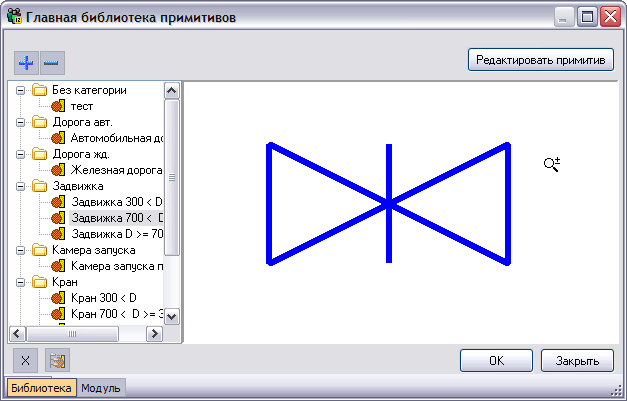 Главная библиотека примитивов
Редактировать примитив
Без категории
тест
Дорога авт.
Автомобильная до
Дорога жд.
Железная дорога
Задвижка
Задвижка 300 < D
Задвижка 700 < D
Задвижка D >= 70
Камера запуска
Камера запуска п
Кран
Кран 300 < D
Кран 700 < D >= 3
X
OK
Закрыть
Библиотека
Модуль